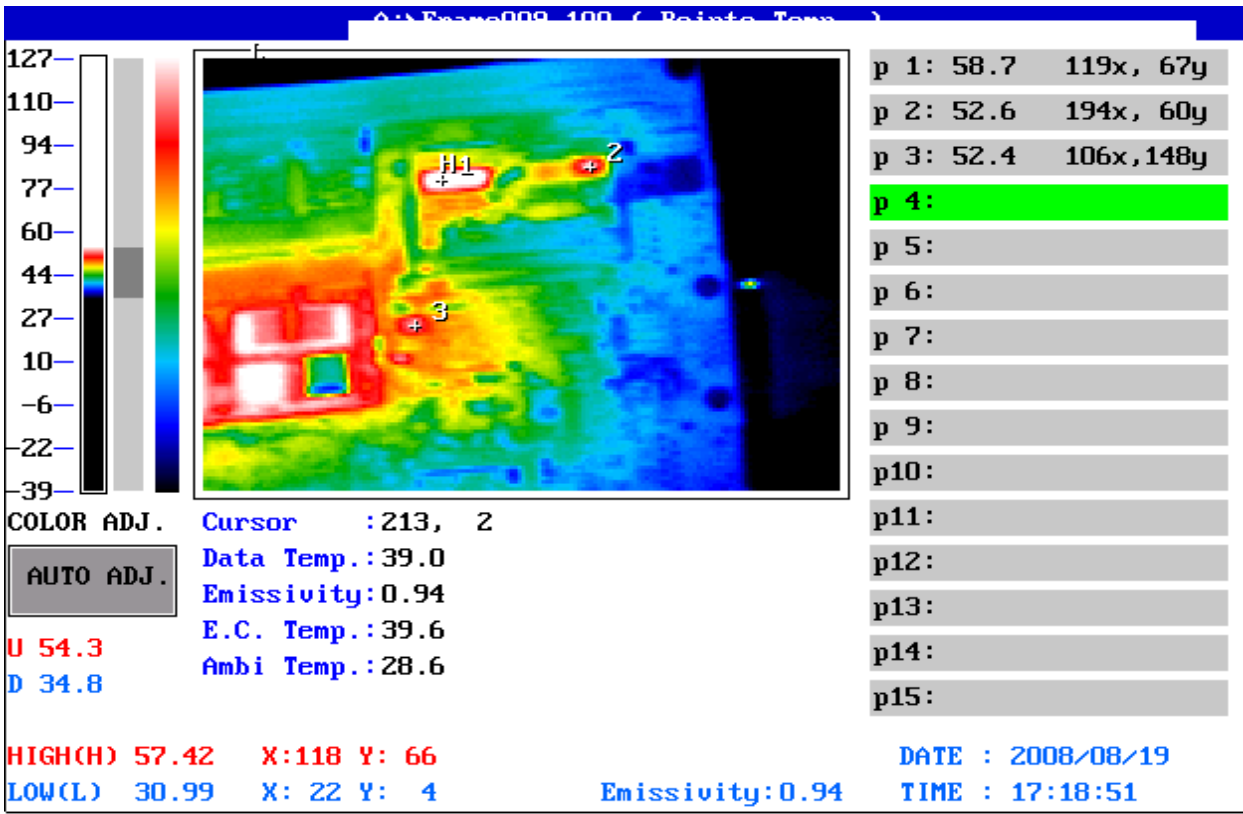 127
110
94
77
60
44
27
10
-6
-22
-39
H1
2
3
p 1: 58.7 119x, 67y
p 2: 52.6 194x, 60y
p 3: 52.4 106x,148y
p 4:
p 5:
p 6:
p 7:
p 8:
p 9:
p10:
p11:
p12:
p13:
p14:
p15:
COLOR ADJ.
AUTO ADJ.
U 54.3
D 34.8
Cursor :213, 2
Data Temp.:39.0
Emissivity:0.94
E.C. Temp.:39.6
Ambi Temp.:28.6
HIGH(H) 57.42 X:118 Y: 66
LOW(L) 30.99 X: 22 Y: 4
Emissivity:0.94
DATE : 2008/08/19
TIME : 17:18:51